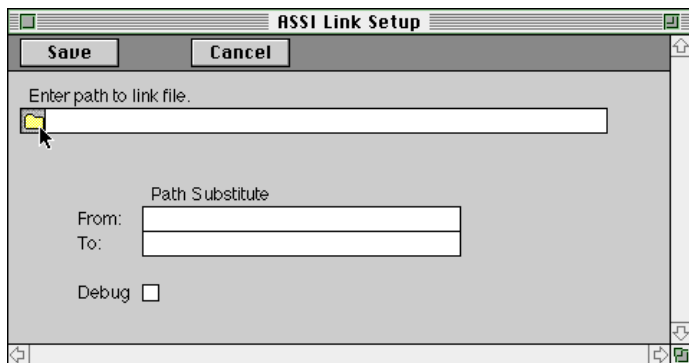 ASSI Link Setup
Save Cancel
Enter path to link file.
Path Substitute
From:
To:
Debug